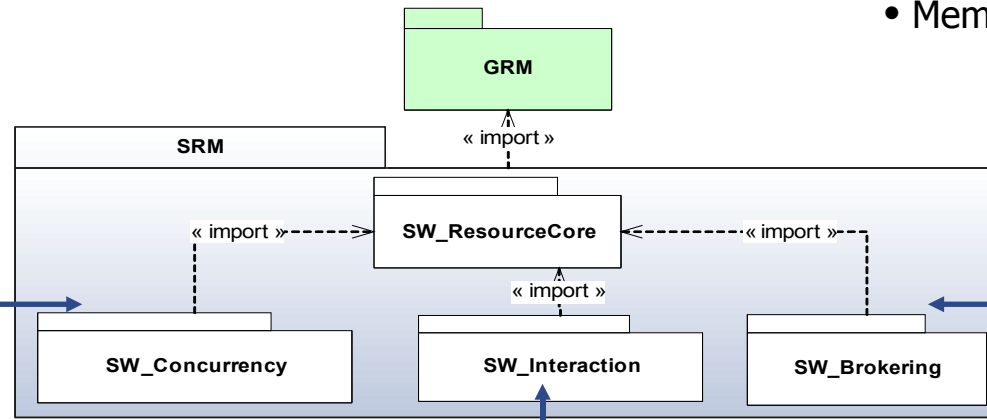 • Mem
GRM
« import »
SRM
SW_ResourceCore
« import »
« import »
« import »
SW_Concurrency
SW_Interaction
SW_Brokering